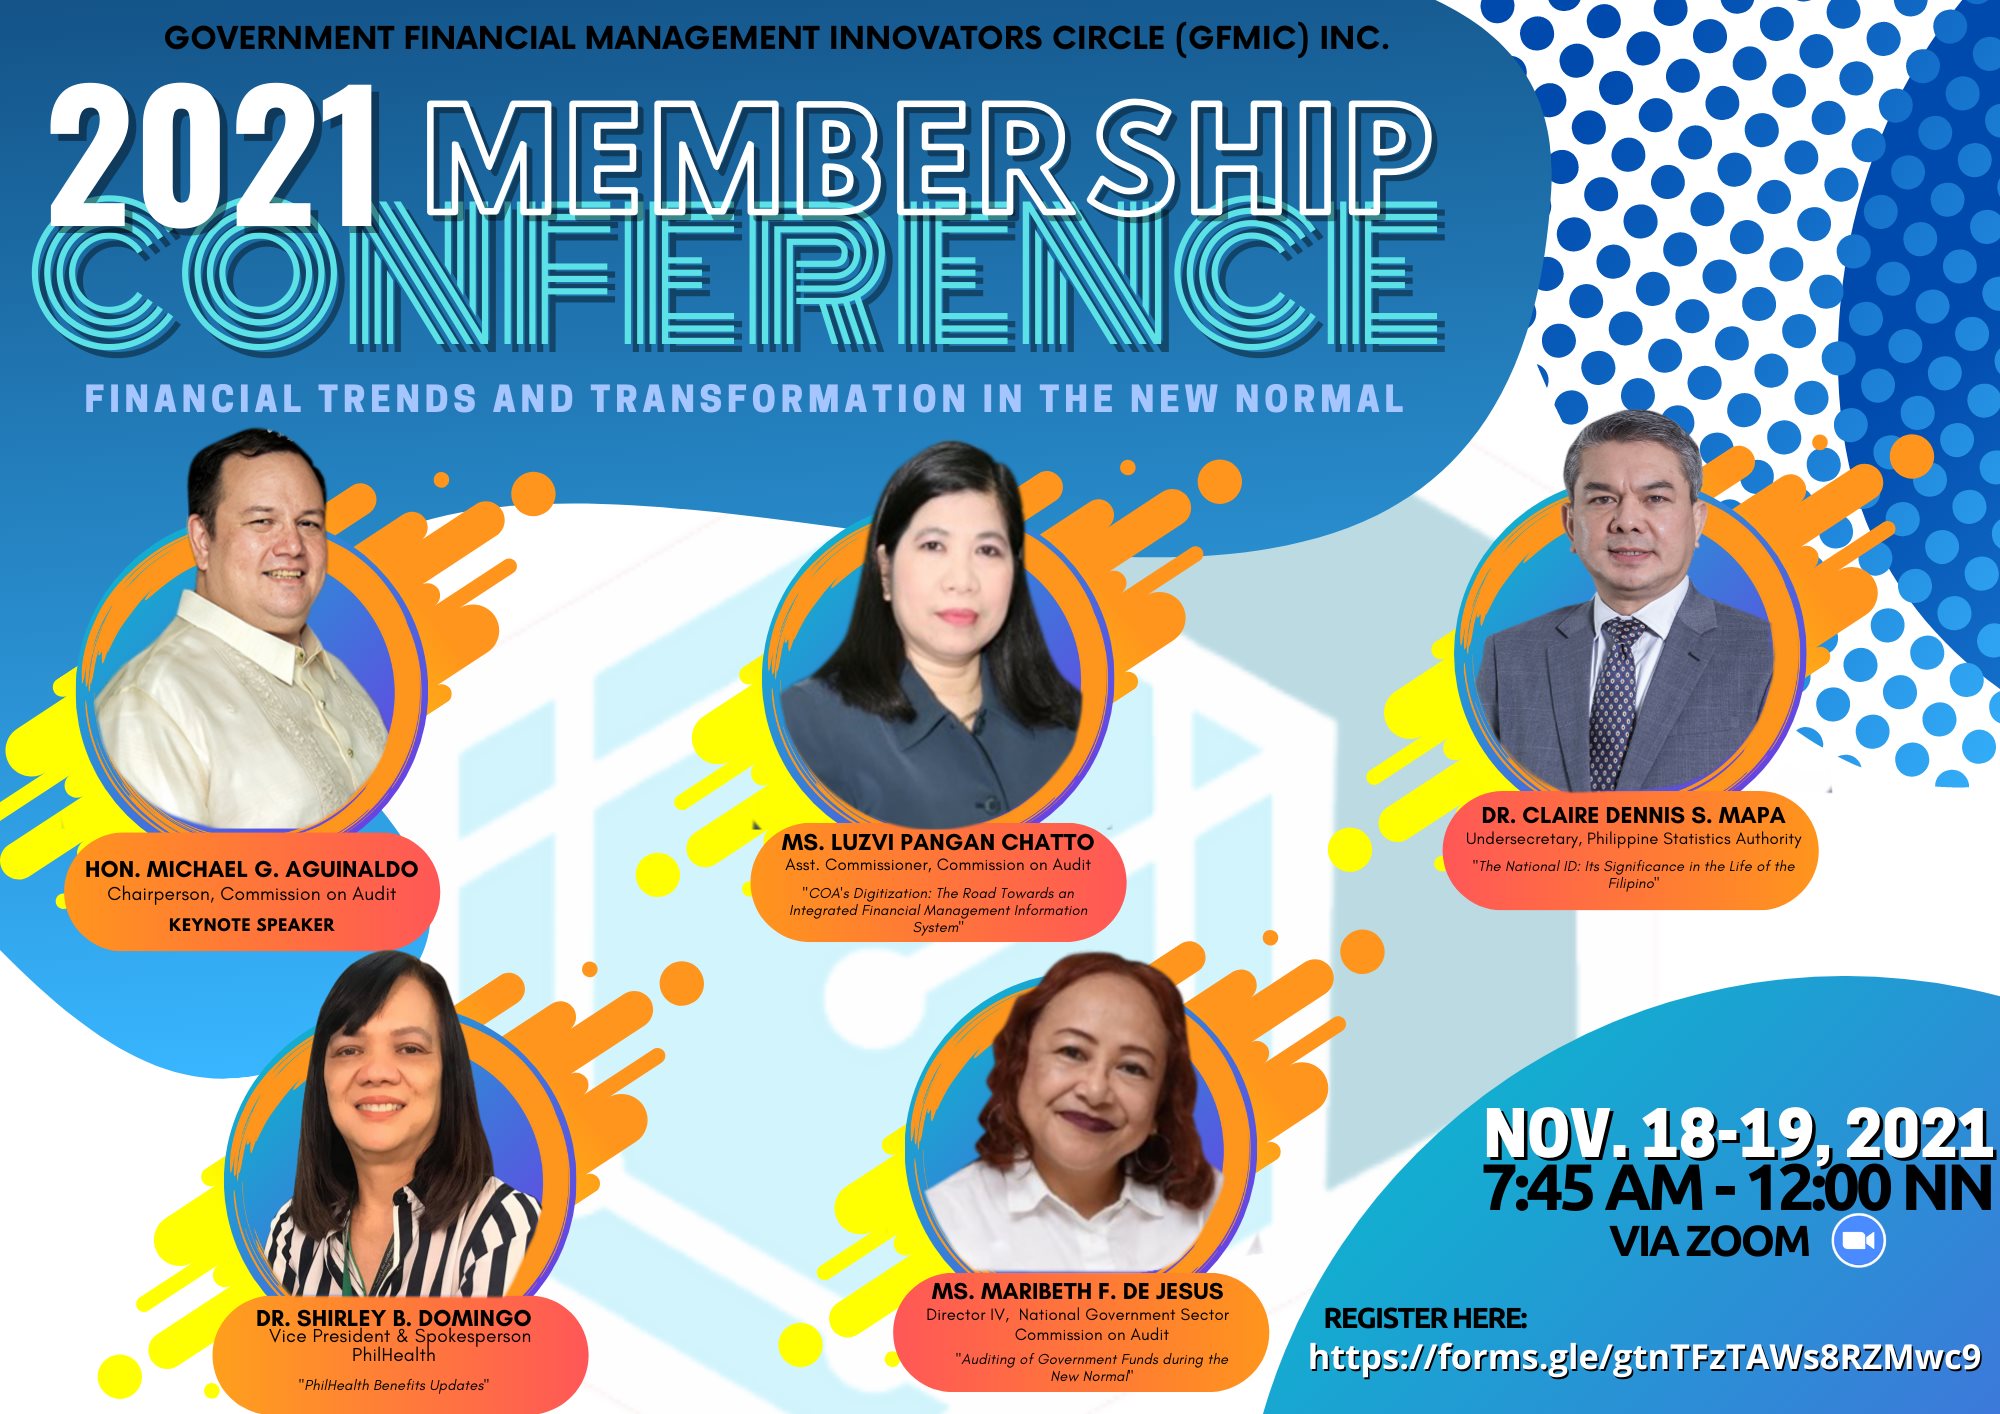 GOVERNMENT FINANCIAL MANAGEMENT INNOVATORS CIRCLE (GFMIC) INC.
2021 MEMBERSHIP
CONFERENCE
FINANCIAL TRENDS AND TRANSFORMATION IN THE NEW NORMAL
HON. MICHAEL G. AGUINALDO
Chairperson, Commission on Audit
KEYNOTE SPEAKER
MS. LUZVI PANGAN CHATTO
Asst. Commissioner, Commission on Audit
"COA's Digitization: The Road Towards an
Integrated Financial Management Information
System"
DR. CLAIRE DENNIS S. MAPA
Undersecretary, Philippine Statistics Authority
"The National ID: Its Significance in the Life of the
Filipino"
DR. SHIRLEY B. DOMINGO
Vice President & Spokesperson
PhilHealth
"PhilHealth Benefits Updates"
MS. MARIBETH F. DE JESUS
Director IV, National Government Sector
Commission on Audit
"Auditing of Government Funds during the
New Normal"
NOV. 18-19, 2021
7:45 AM - 12:00 NN
VIA ZOOM
REGISTER HERE:
https://forms.gle/gtnTFzTAWs8RZMwc9